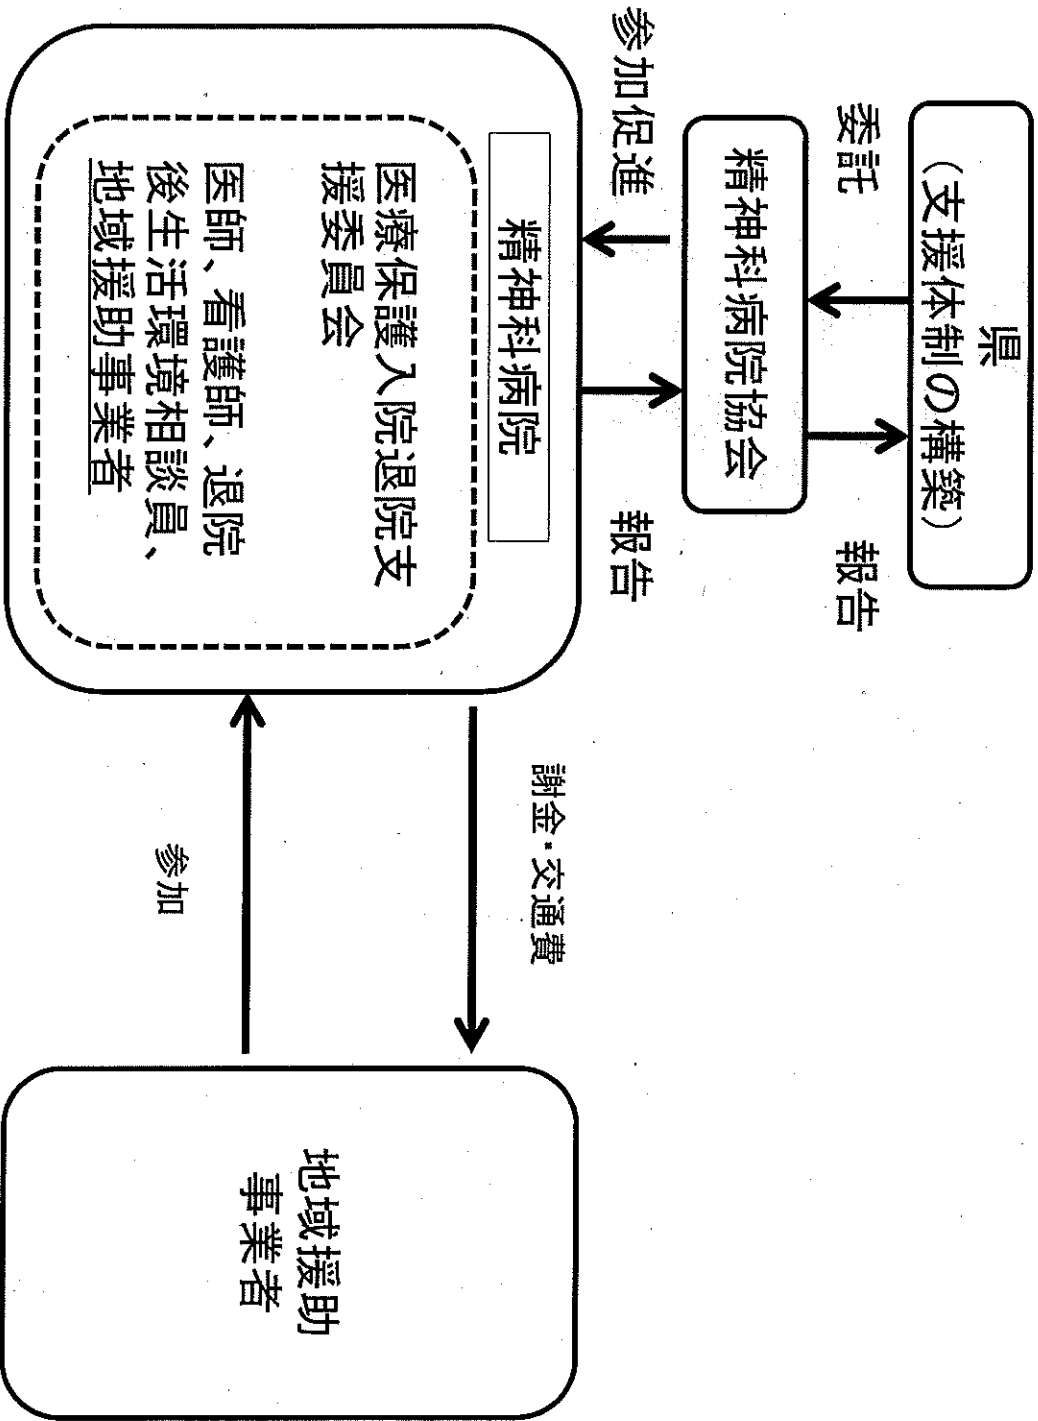 県
（支援体制の構築）
委託
報告
精神科病院協会
参加促進
報告
精神科病院
医療保護入院退院支
援委員会
医師、看護師、退院
後生活環境相談員、
地域援助事業者
謝金・交通費
参加
地域援助
事業者